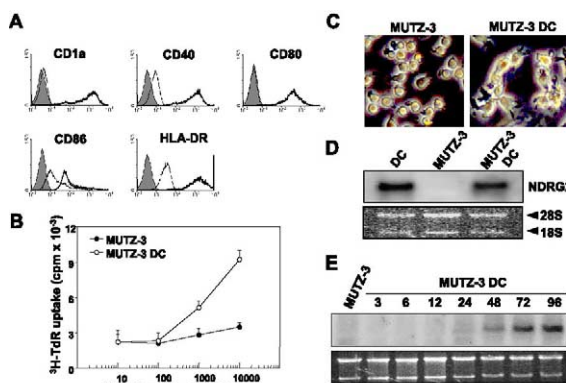 A
CD1a
CD40
CD80
CD86
HLA-DR
B
³H-TdR uptake (cpm x 10⁻³)
12
9
6
3
0
MUTZ-3
MUTZ-3 DC
10
100
1000
10000
C
MUTZ-3
MUTZ-3 DC
D
DC
MUTZ-3
MUTZ-3 DC
28S
18S
E
MUTZ-3
MUTZ-3 DC
3 6 12 24 48 72 96